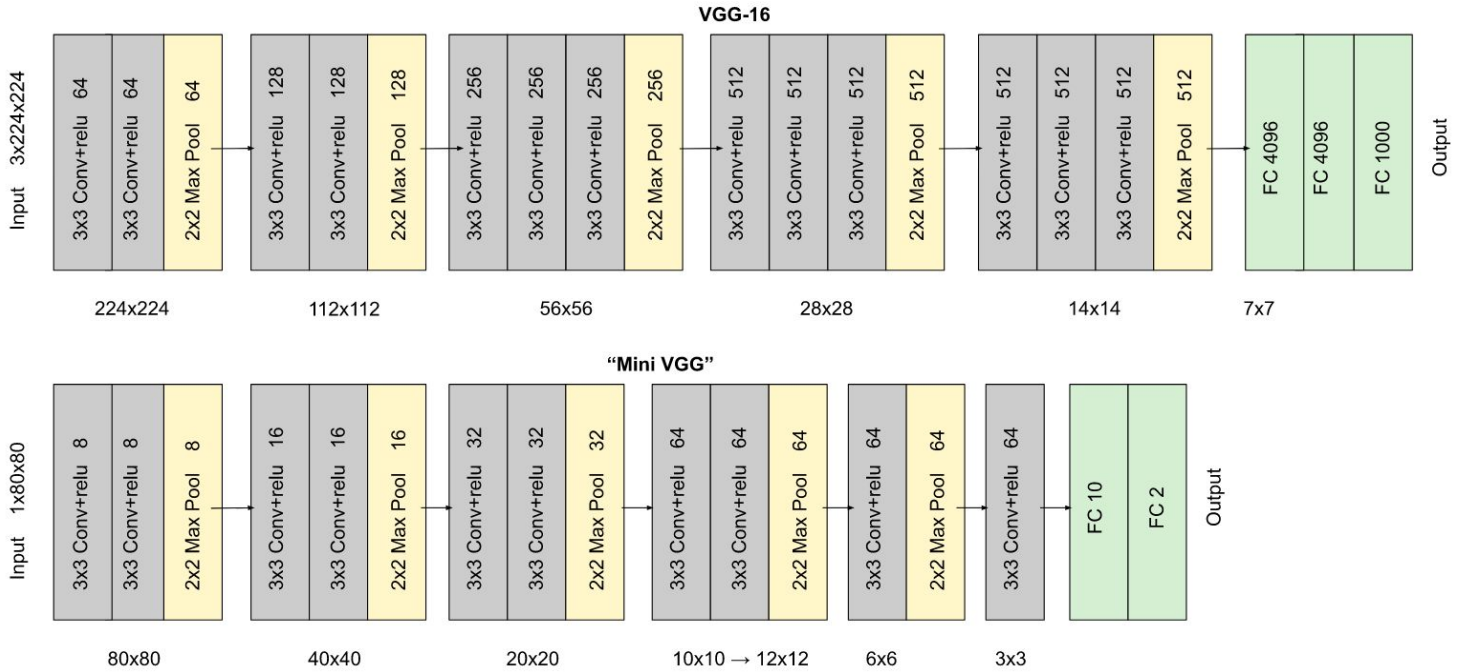 VGG-16
Input 3x224x224
3x3 Conv+relu 64
3x3 Conv+relu 64
2x2 Max Pool 64
3x3 Conv+relu 128
3x3 Conv+relu 128
2x2 Max Pool 128
3x3 Conv+relu 256
3x3 Conv+relu 256
3x3 Conv+relu 256
2x2 Max Pool 256
3x3 Conv+relu 512
3x3 Conv+relu 512
3x3 Conv+relu 512
2x2 Max Pool 512
3x3 Conv+relu 512
3x3 Conv+relu 512
3x3 Conv+relu 512
2x2 Max Pool 512
FC 4096
FC 4096
FC 1000
Output
224x224
112x112
56x56
28x28
14x14
7x7
“Mini VGG”
Input 1x80x80
3x3 Conv+relu 8
3x3 Conv+relu 8
2x2 Max Pool 8
3x3 Conv+relu 16
3x3 Conv+relu 16
2x2 Max Pool 16
3x3 Conv+relu 32
3x3 Conv+relu 32
2x2 Max Pool 32
3x3 Conv+relu 64
3x3 Conv+relu 64
2x2 Max Pool 64
3x3 Conv+relu 64
2x2 Max Pool 64
3x3 Conv+relu 64
FC 10
FC 2
Output
80x80
40x40
20x20
10x10 → 12x12
6x6
3x3